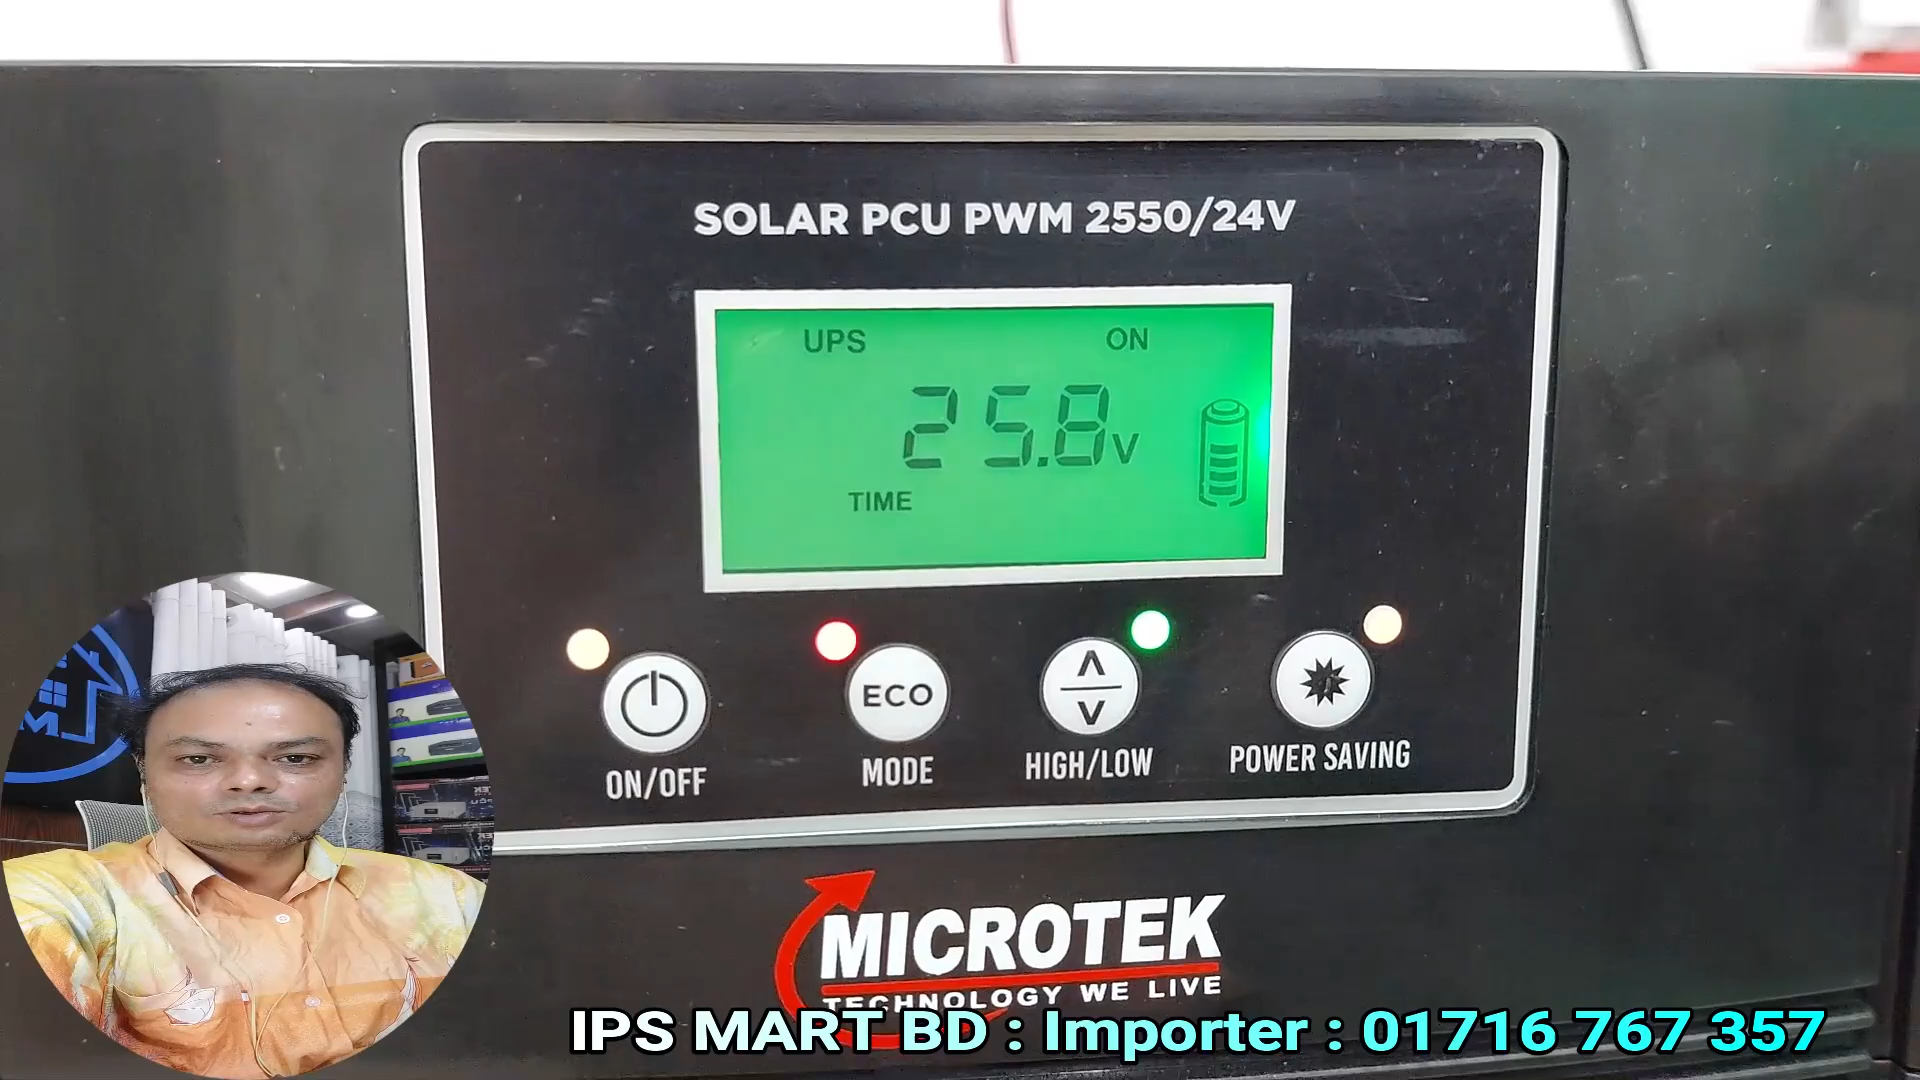 SOLAR PCU PWM 2550/24V
UPS ON
25.8V
TIME
ECO
ON/OFF MODE HIGH/LOW POWER SAVING
MICROTEK
TECHNOLOGY WE LIVE
IPS MART BD : Importer : 01716 767 357